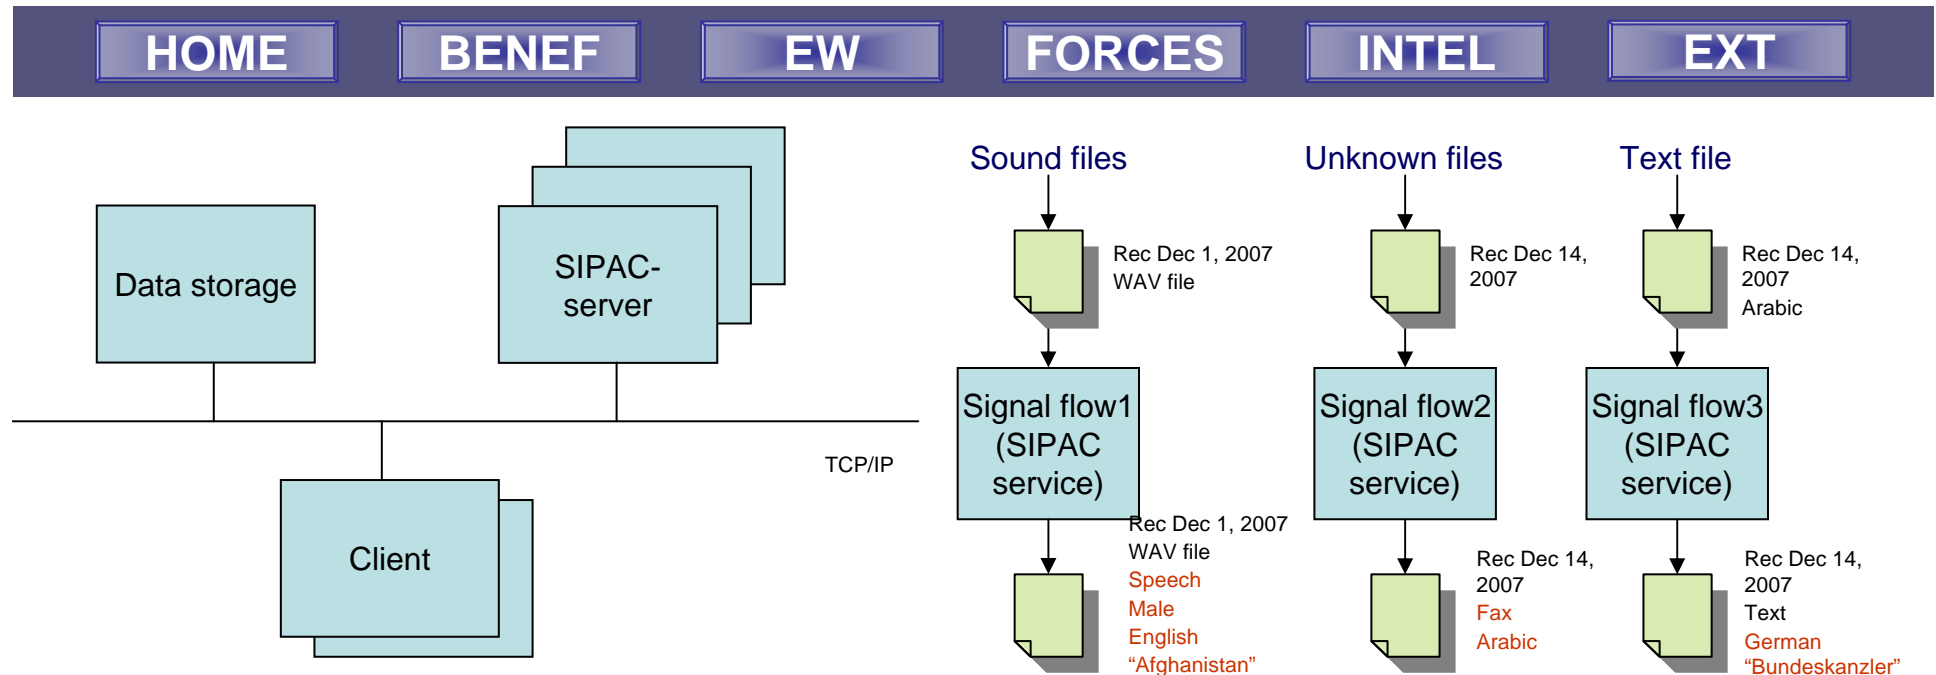 HOME
BENEF
EW
FORCES
INTEL
EXT
Data storage
SIPAC-
server
TCP/IP
Client
Sound files
Rec Dec 1, 2007
WAV file
Signal flow1
(SIPAC
service)
Rec Dec 1, 2007
WAV file
Speech
Male
English
“Afghanistan”
Unknown files
Rec Dec 14,
2007
Signal flow2
(SIPAC
service)
Rec Dec 14,
2007
Fax
Arabic
Text file
Rec Dec 14,
2007
Arabic
Signal flow3
(SIPAC
service)
Rec Dec 14,
2007
Text
German
“Bundeskanzler”